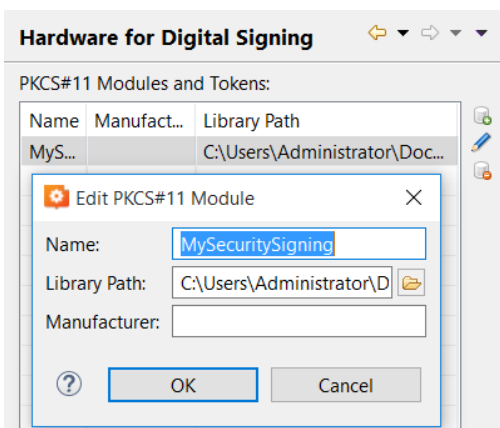 Hardware for Digital Signing
PKCS#11 Modules and Tokens:
Name Manufact... Library Path
MyS... C:\Users\Administrator\Doc...
Edit PKCS#11 Module
Name: MySecuritySigning
Library Path: C:\Users\Administrator\D
Manufacturer:
? OK Cancel